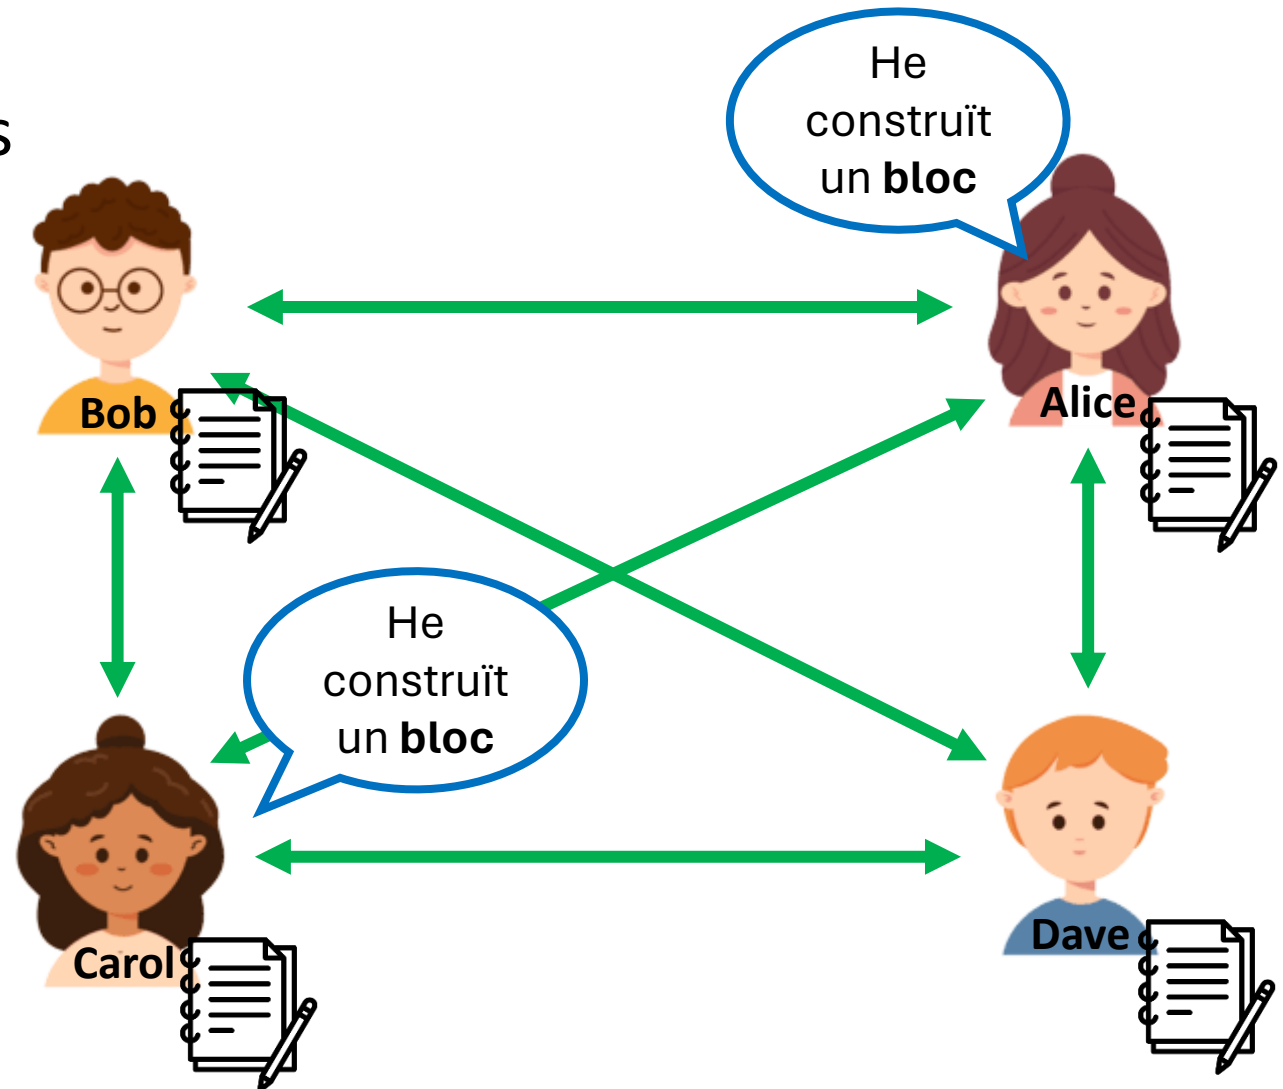 s
He
construït
un bloc
Bob
Alice
He
construït
un bloc
Carol
Dave